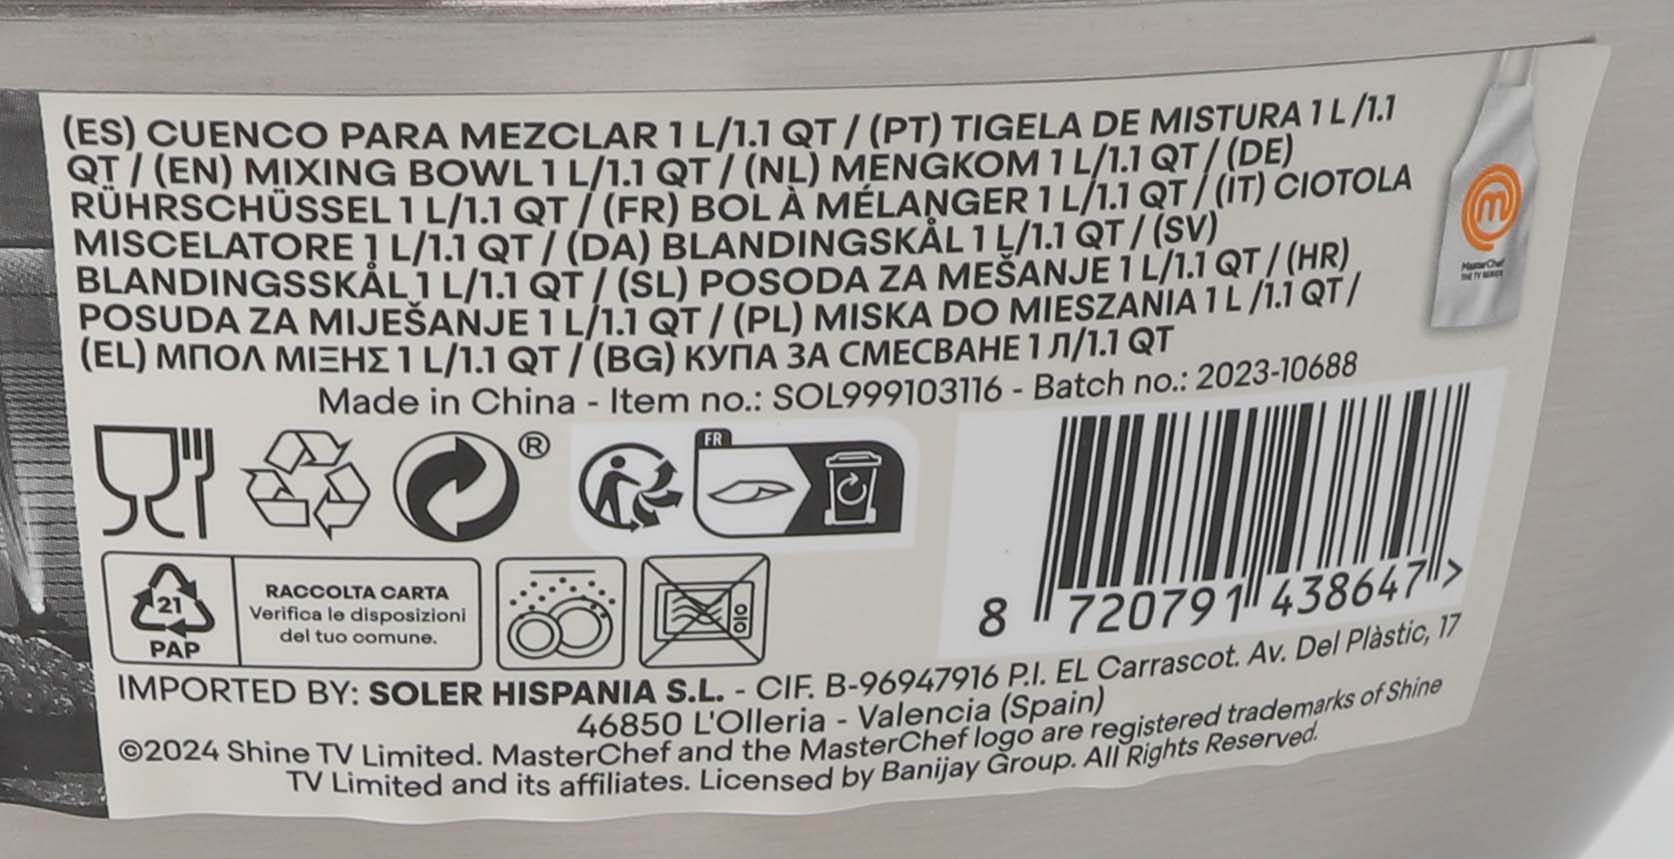 (ES) CUENCO PARA MEZCLAR 1 L/1.1 QT / (PT) TIGELA DE MISTURA 1 L /1.1
QT / (EN) MIXING BOWL 1 L/1.1 QT / (NL) MENGKOM 1 L/1.1 QT / (DE)
RÜHRSCHÜSSEL 1 L/1.1 QT / (FR) BOL À MÉLANGER 1 L/1.1 QT / (IT) CIOTOLA
MISCELATORE 1 L/1.1 QT / (DA) BLANDINGSKÅL 1 L/1.1 QT / (SV)
BLANDINGSSKÅL 1 L/1.1 QT / (SL) POSODA ZA MEŠANJE 1 L/1.1 QT / (HR)
POSUDA ZA MIJEŠANJE 1 L/1.1 QT / (PL) MISKA DO MIESZANIA 1 L /1.1 QT /
(EL) ΜΠΟΛ ΜΙΞΗΣ 1 L/1.1 QT / (BG) КУПА ЗА СМЕСВАНЕ 1 Л/1.1 QT
Made in China - Item no.: SOL999103116 - Batch no.: 2023-10688
m
MasterChef
THE TV SERIES
®
FR
21
PAP
RACCOLTA CARTA
Verifica le disposizioni
del tuo comune.
8 720791 438647 >
IMPORTED BY: SOLER HISPANIA S.L. - CIF. B-96947916 P.I. EL Carrascot. Av. Del Plàstic, 17
46850 L'Olleria - Valencia (Spain)
©2024 Shine TV Limited. MasterChef and the MasterChef logo are registered trademarks of Shine
TV Limited and its affiliates. Licensed by Banijay Group. All Rights Reserved.